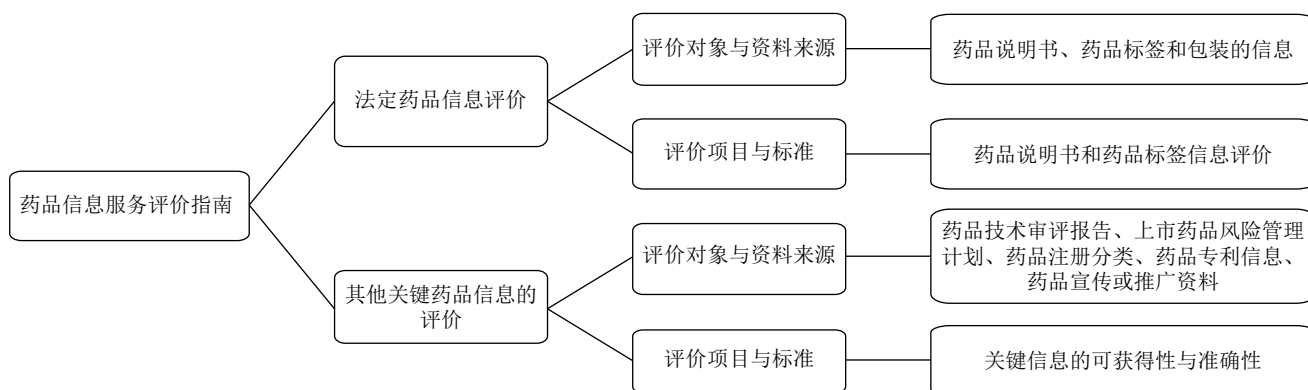 药品信息服务评价指南
法定药品信息评价
评价对象与资料来源
药品说明书、药品标签和包装的信息
评价项目与标准
药品说明书和药品标签信息评价
其他关键药品信息的
评价
评价对象与资料来源
药品技术审评报告、上市药品风险管理
计划、药品注册分类、药品专利信息、
药品宣传或推广资料
评价项目与标准
关键信息的可获得性与准确性